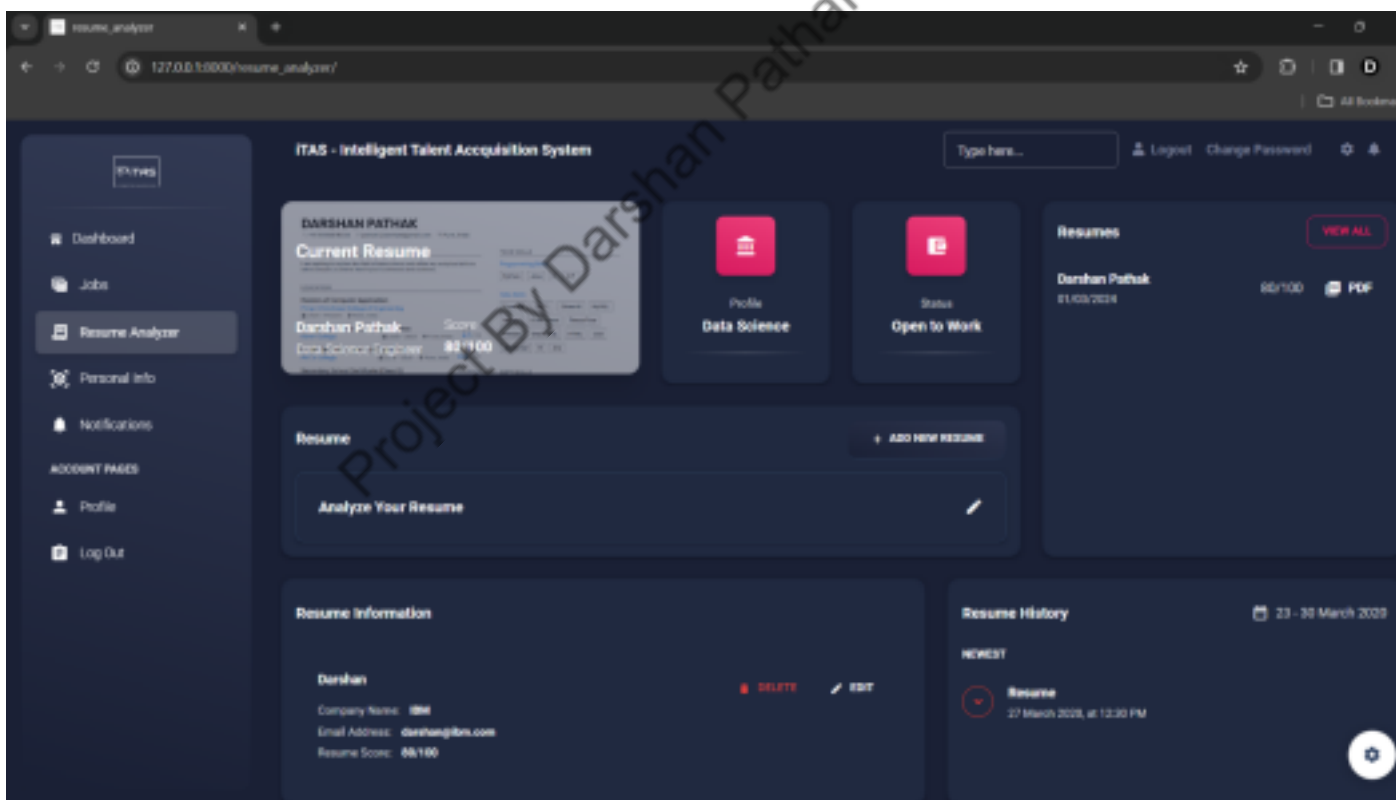 resume_analyzer
127.0.0.1:8000/resume_analyzer/
All Bookma
iTAS - Intelligent Talent Accquisition System
Type here...
Logout
Change Password
Dashboard
Jobs
Resume Analyzer
Personal Info
Notifications
ACCOUNT PAGES
Profile
Log Out
DARSHAN PATHAK
Current Resume
Darshan Pathak
Data Science Engineer
Score
80/100
Profile
Data Science
Status
Open to Work
Resumes
VIEW ALL
Darshan Pathak
01/03/2024
80/100
PDF
Resume
+ ADD NEW RESUME
Analyze Your Resume
Resume Information
Darshan
DELETE
EDIT
Company Name: IBM
Email Address: darshan@ibm.com
Resume Score: 80/100
Resume History
23 - 30 March 2020
NEWEST
Resume
27 March 2020, at 12:30 PM
D
Project By Darshan Pathak